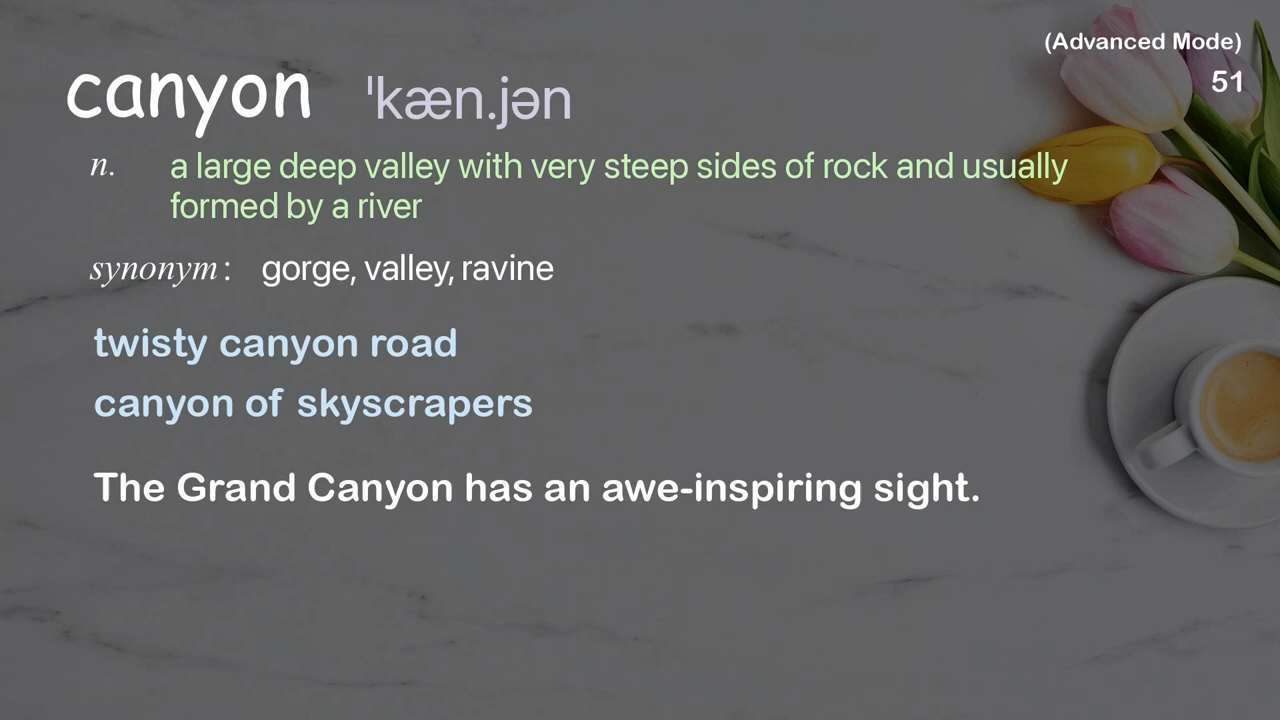 (Advanced Mode)
51
canyon ˈkæn.jən
n. a large deep valley with very steep sides of rock and usually
formed by a river
synonym: gorge, valley, ravine
twisty canyon road
canyon of skyscrapers
The Grand Canyon has an awe-inspiring sight.